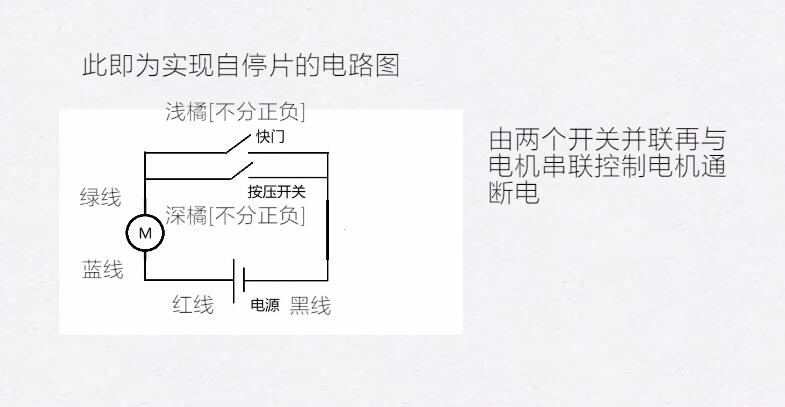 此即为实现自停片的电路图
浅橘[不分正负]
快门
按压开关
绿线
深橘[不分正负]
M
蓝线
红线
电源
黑线
由两个开关并联再与
电机串联控制电机通
断电